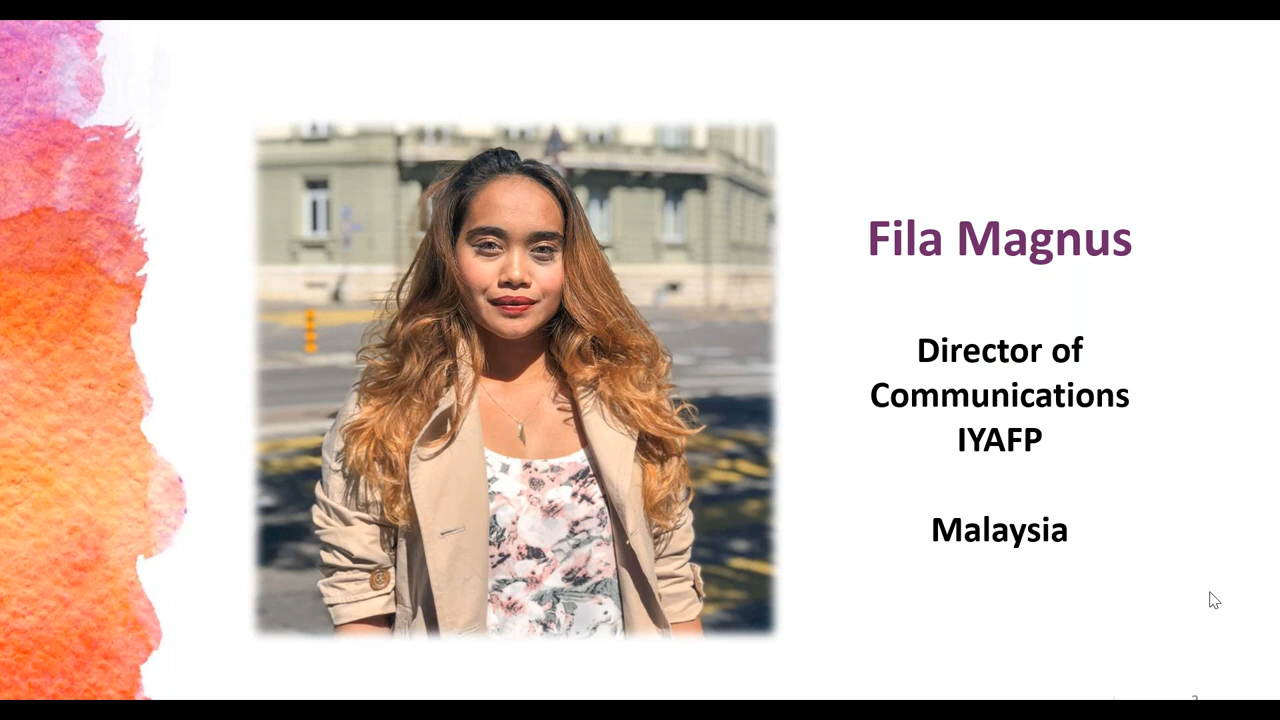 Fila Magnus
Director of
Communications
IYAFP
Malaysia